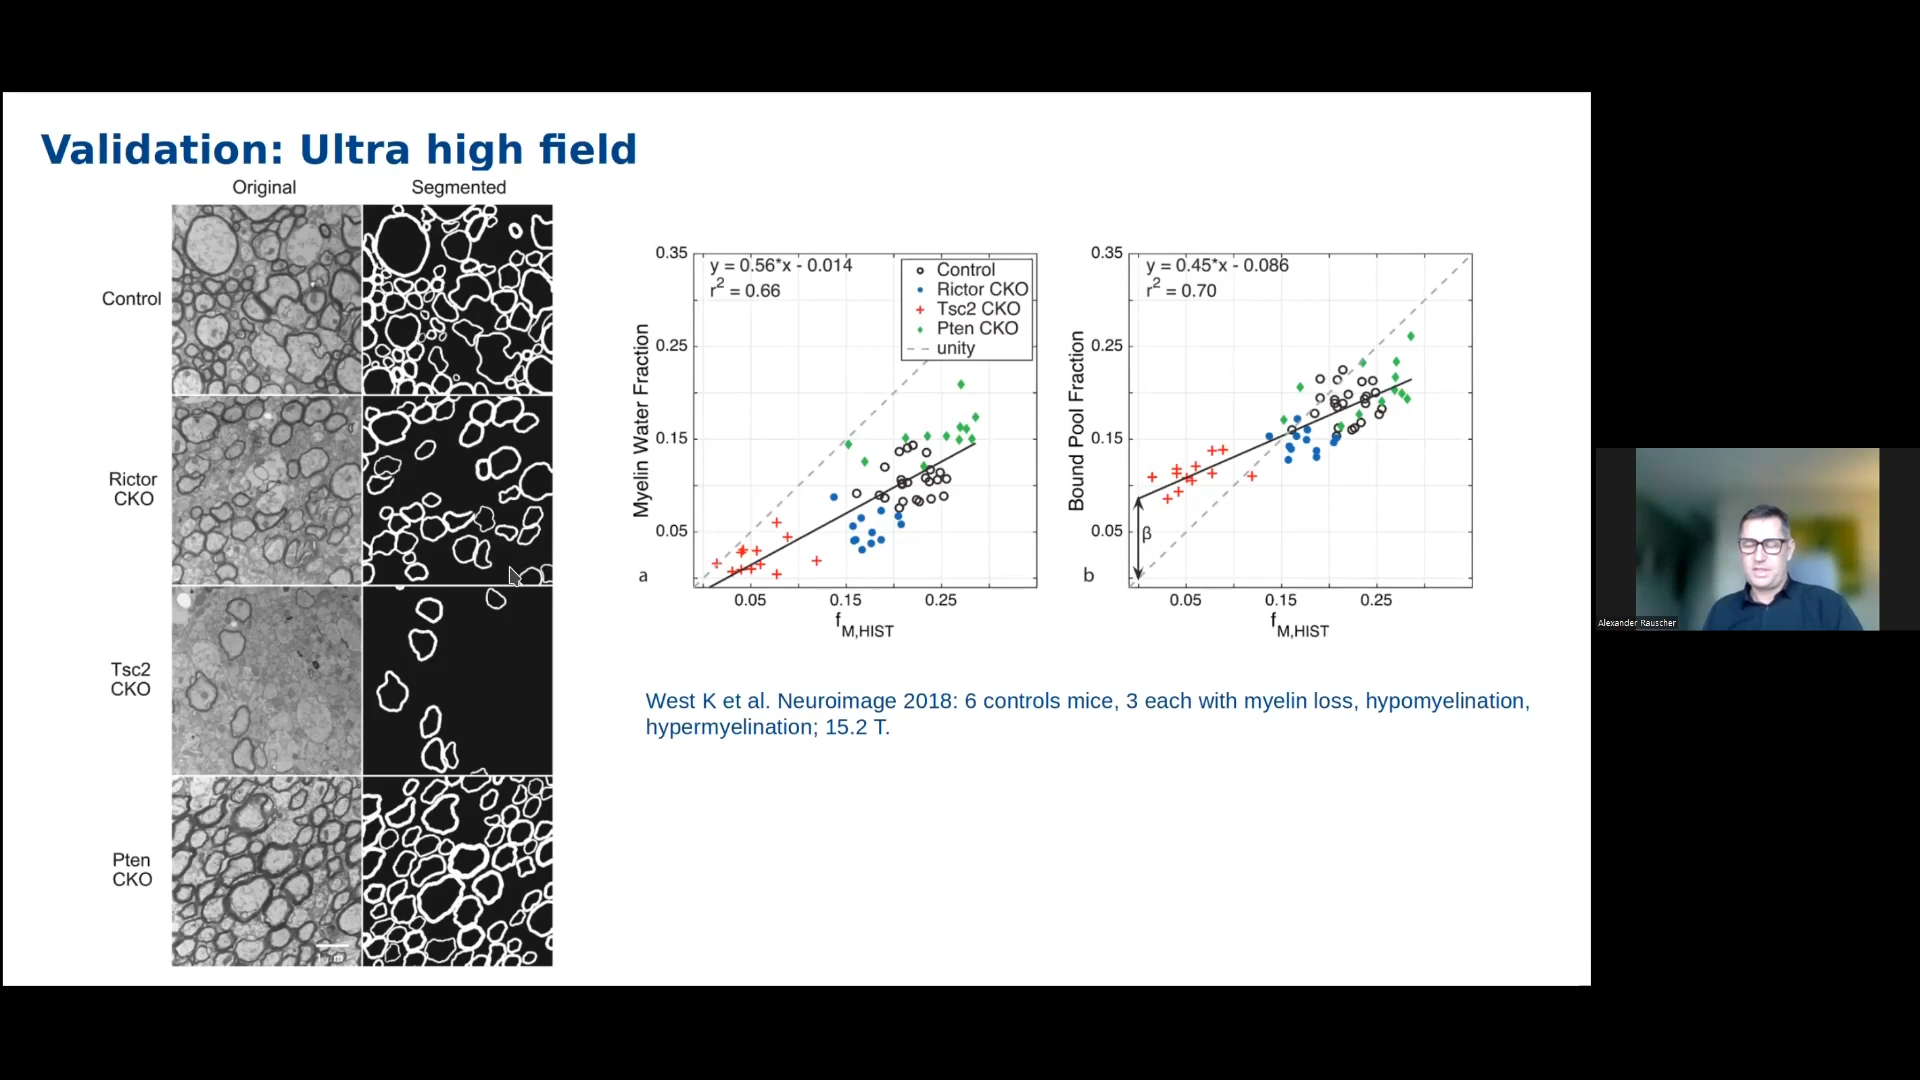 Validation: Ultra high field
Original
Segmented
Control
Rictor
CKO
Tsc2
CKO
Pten
CKO
Myelin Water Fraction
0.35
0.25
0.15
0.05
y = 0.56*x - 0.014
r2 = 0.66
Control
Rictor CKO
Tsc2 CKO
Pten CKO
unity
a
0.05
0.15
0.25
fM,HIST
Bound Pool Fraction
0.35
0.25
0.15
0.05
y = 0.45*x - 0.086
r2 = 0.70
β
b
0.05
0.15
0.25
fM,HIST
West K et al. Neuroimage 2018: 6 controls mice, 3 each with myelin loss, hypomyelination,
hypermyelination; 15.2 T.
Alexander Rauscher